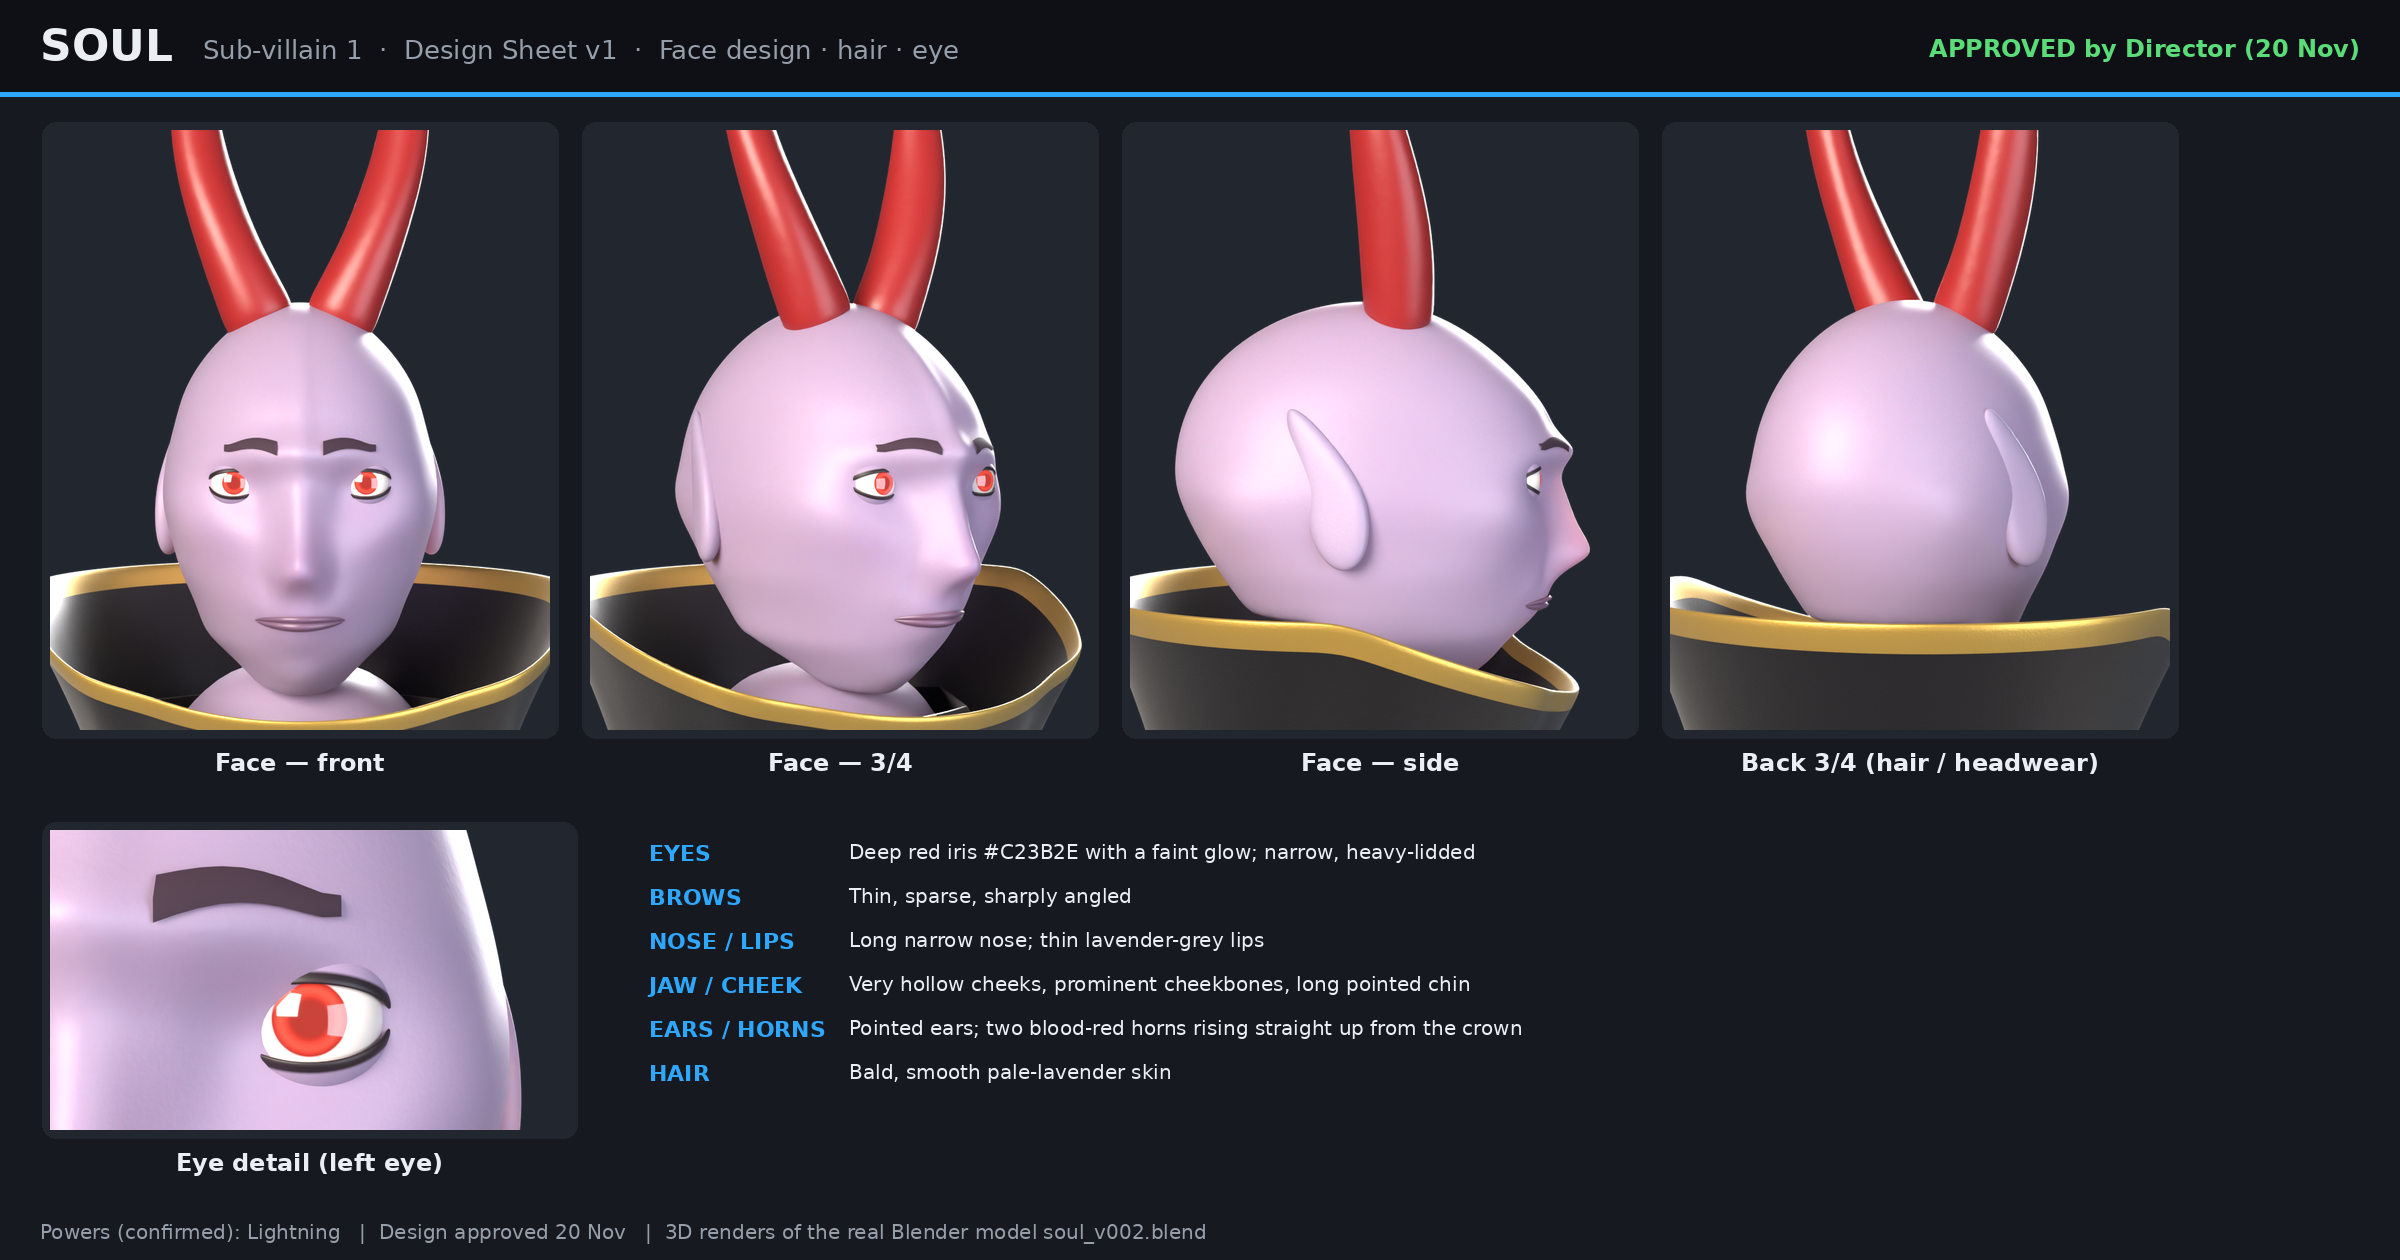 SOUL Sub-villain 1 · Design Sheet v1 · Face design · hair · eye APPROVED by Director (20 Nov)
Face — front Face — 3/4 Face — side Back 3/4 (hair / headwear)
EYES Deep red iris #C23B2E with a faint glow; narrow, heavy-lidded
BROWS Thin, sparse, sharply angled
NOSE / LIPS Long narrow nose; thin lavender-grey lips
JAW / CHEEK Very hollow cheeks, prominent cheekbones, long pointed chin
EARS / HORNS Pointed ears; two blood-red horns rising straight up from the crown
HAIR Bald, smooth pale-lavender skin
Eye detail (left eye)
Powers (confirmed): Lightning | Design approved 20 Nov | 3D renders of the real Blender model soul_v002.blend